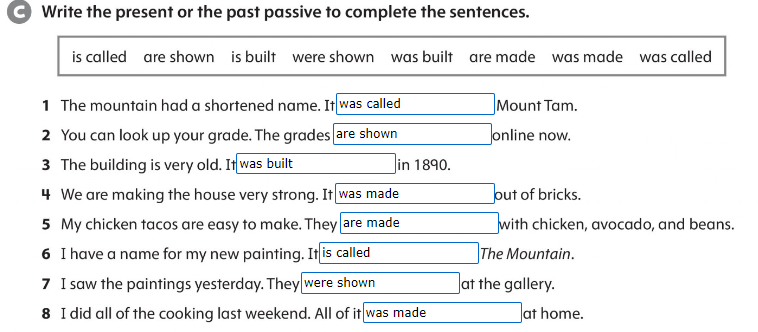 C Write the present or the past passive to complete the sentences.
is called are shown is built were shown was built are made was made was called
1 The mountain had a shortened name. It was called Mount Tam.
2 You can look up your grade. The grades are shown online now.
3 The building is very old. It was built in 1890.
4 We are making the house very strong. It was made out of bricks.
5 My chicken tacos are easy to make. They are made with chicken, avocado, and beans.
6 I have a name for my new painting. It is called The Mountain.
7 I saw the paintings yesterday. They were shown at the gallery.
8 I did all of the cooking last weekend. All of it was made at home.